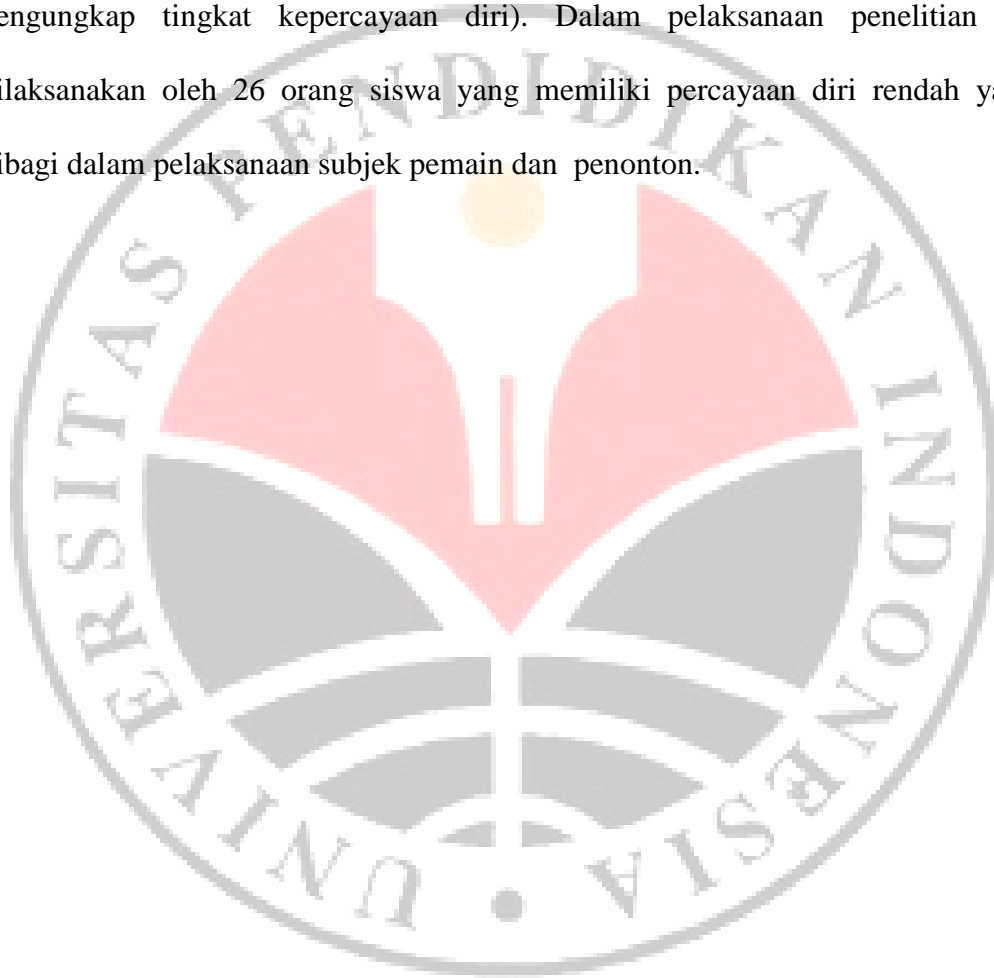 engungkap tingkat kepercayaan diri). Dalam pelaksanaan penelitian
ilaksanakan oleh 26 orang siswa yang memiliki percayaan diri rendah ya
ibagi dalam pelaksanaan subjek pemain dan penonton.
UNIVERSITAS PENDIDIKAN INDONESIA